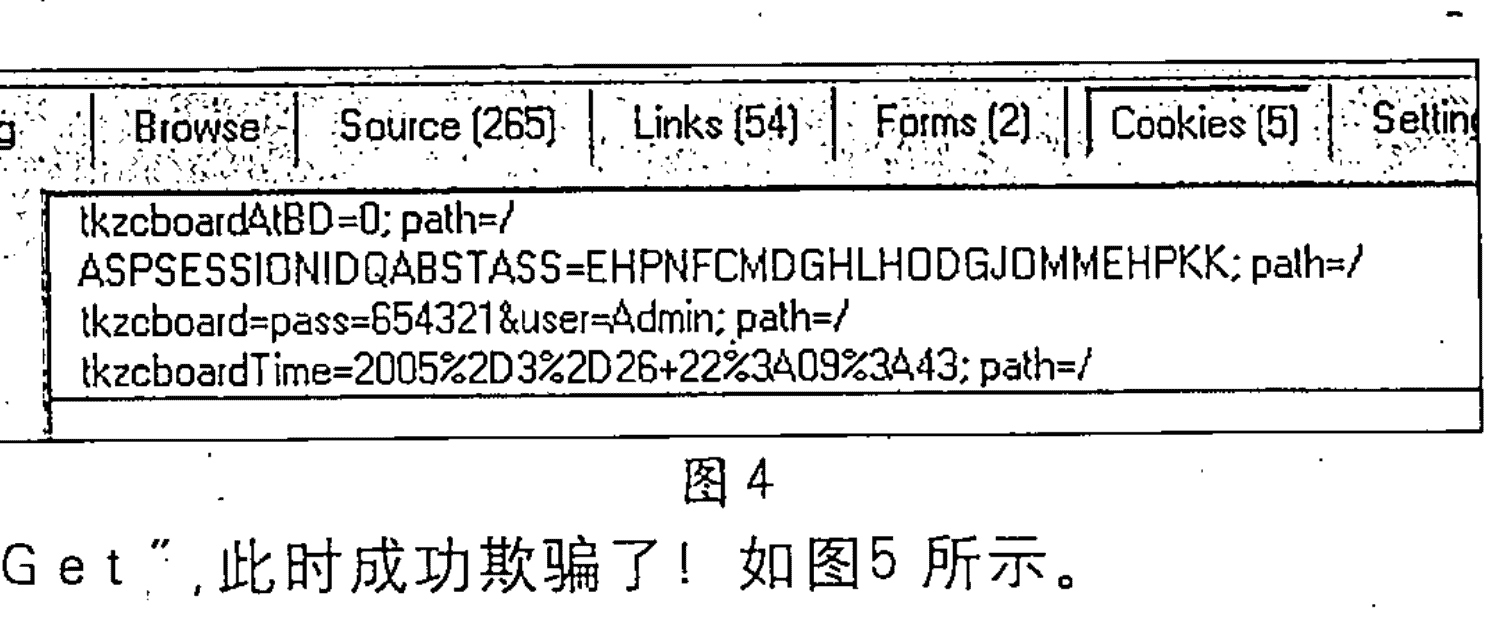 g Browse Source (265) Links (54) Forms (2) Cookies (5) Setting
tkzcboardAtBD=0; path=/
ASPSESSIONIDQABSTASS=EHPNFCMDGHLHODGJOMMEHPKK; path=/
tkzcboard=pass=654321&user=Admin; path=/
tkzcboardTime=2005%2D3%2D26+22%3A09%3A43; path=/
图 4
Get",此时成功欺骗了! 如图5 所示。